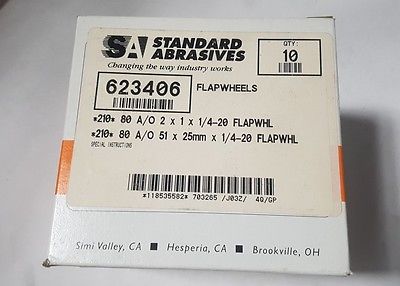 SA STANDARD ABRASIVES
Changing the way industry works
QTY:
10
623406 FLAPWHEELS
*210* 80 A/O 2 x 1 x 1/4-20 FLAPWHL
*210* 80 A/O 51 x 25mm x 1/4-20 FLAPWHL
SPECIAL INSTRUCTIONS
*118535582* 703265 /J03Z/ 4Q/GP
Simi Valley, CA ■ Hesperia, CA ■ Brookville, OH